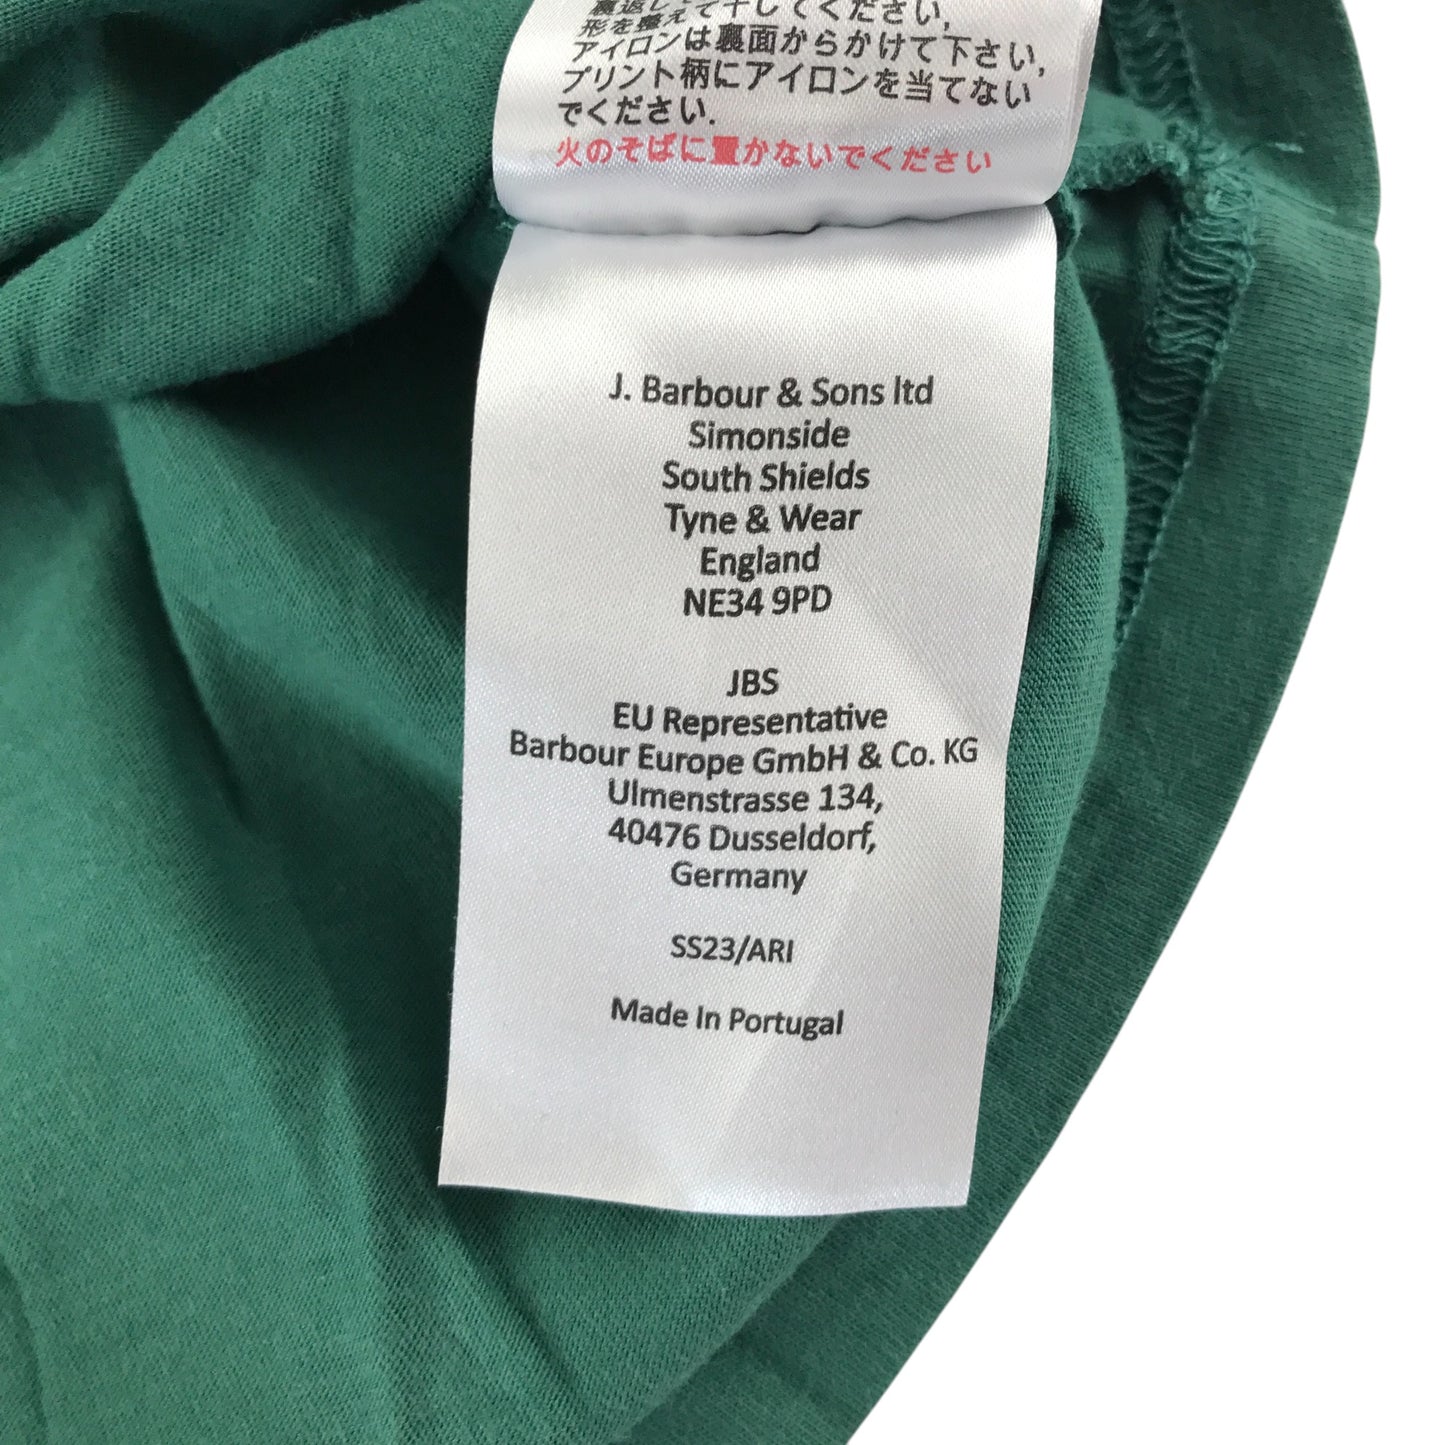 裏返し
形を整えて干してください,
アイロンは裏面からかけて下さい,
プリント柄にアイロンを当てない
でください.
火のそばに置かないでください
J. Barbour & Sons ltd
Simonside
South Shields
Tyne & Wear
England
NE34 9PD
JBS
EU Representative
Barbour Europe GmbH & Co. KG
Ulmenstrasse 134,
40476 Dusseldorf,
Germany
SS23/ARI
Made In Portugal